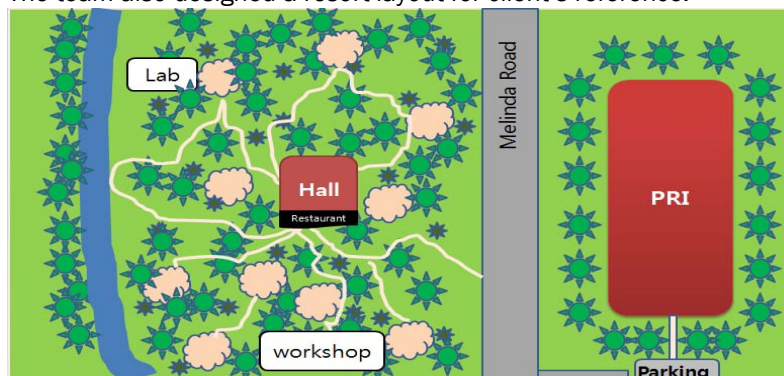 The team also designed a resort layout for client's reference.
Lab
Hall
Restaurant
workshop
Melinda Road
PRI
Parking